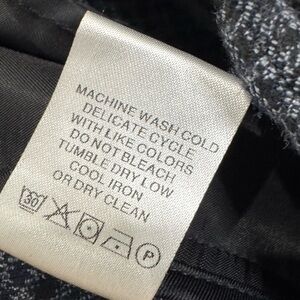 MACHINE WASH COLD
DELICATE CYCLE
WITH LIKE COLORS
DO NOT BLEACH
TUMBLE DRY LOW
COOL IRON
OR DRY CLEAN
30 P